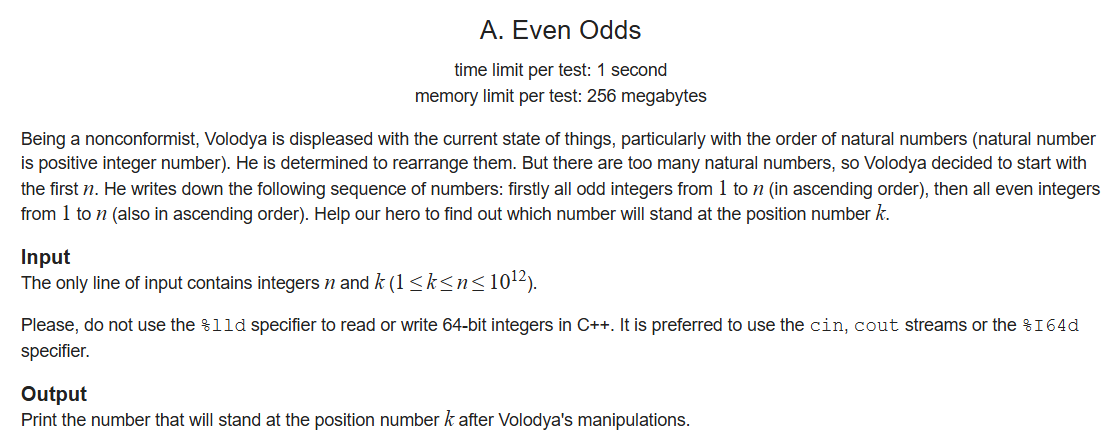 A. Even Odds
time limit per test: 1 second
memory limit per test: 256 megabytes
Being a nonconformist, Volodya is displeased with the current state of things, particularly with the order of natural numbers (natural number
is positive integer number). He is determined to rearrange them. But there are too many natural numbers, so Volodya decided to start with
the first n. He writes down the following sequence of numbers: firstly all odd integers from 1 to n (in ascending order), then all even integers
from 1 to n (also in ascending order). Help our hero to find out which number will stand at the position number k.
Input
The only line of input contains integers n and k (1 ≤ k ≤ n ≤ 10¹²).
Please, do not use the %lld specifier to read or write 64-bit integers in C++. It is preferred to use the cin, cout streams or the %I64d
specifier.
Output
Print the number that will stand at the position number k after Volodya's manipulations.